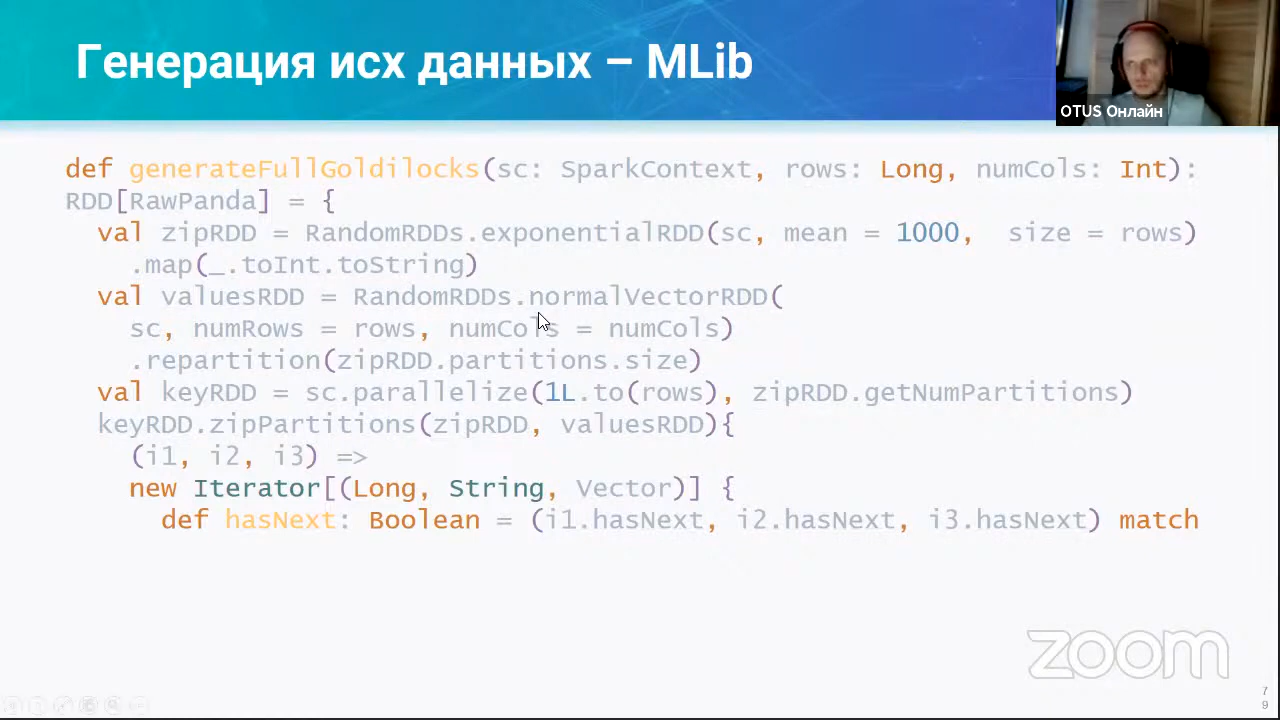 Генерация исх данных – MLib
OTUS Онлайн
def generateFullGoldilocks(sc: SparkContext, rows: Long, numCols: Int):
RDD[RawPanda] = {
val zipRDD = RandomRDDs.exponentialRDD(sc, mean = 1000,  size = rows)
.map(_.toInt.toString)
val valuesRDD = RandomRDDs.normalVectorRDD(
sc, numRows = rows, numCols = numCols)
.repartition(zipRDD.partitions.size)
val keyRDD = sc.parallelize(1L.to(rows), zipRDD.getNumPartitions)
keyRDD.zipPartitions(zipRDD, valuesRDD){
(i1, i2, i3) =>
new Iterator[(Long, String, Vector)] {
def hasNext: Boolean = (i1.hasNext, i2.hasNext, i3.hasNext) match
zoom
7
9